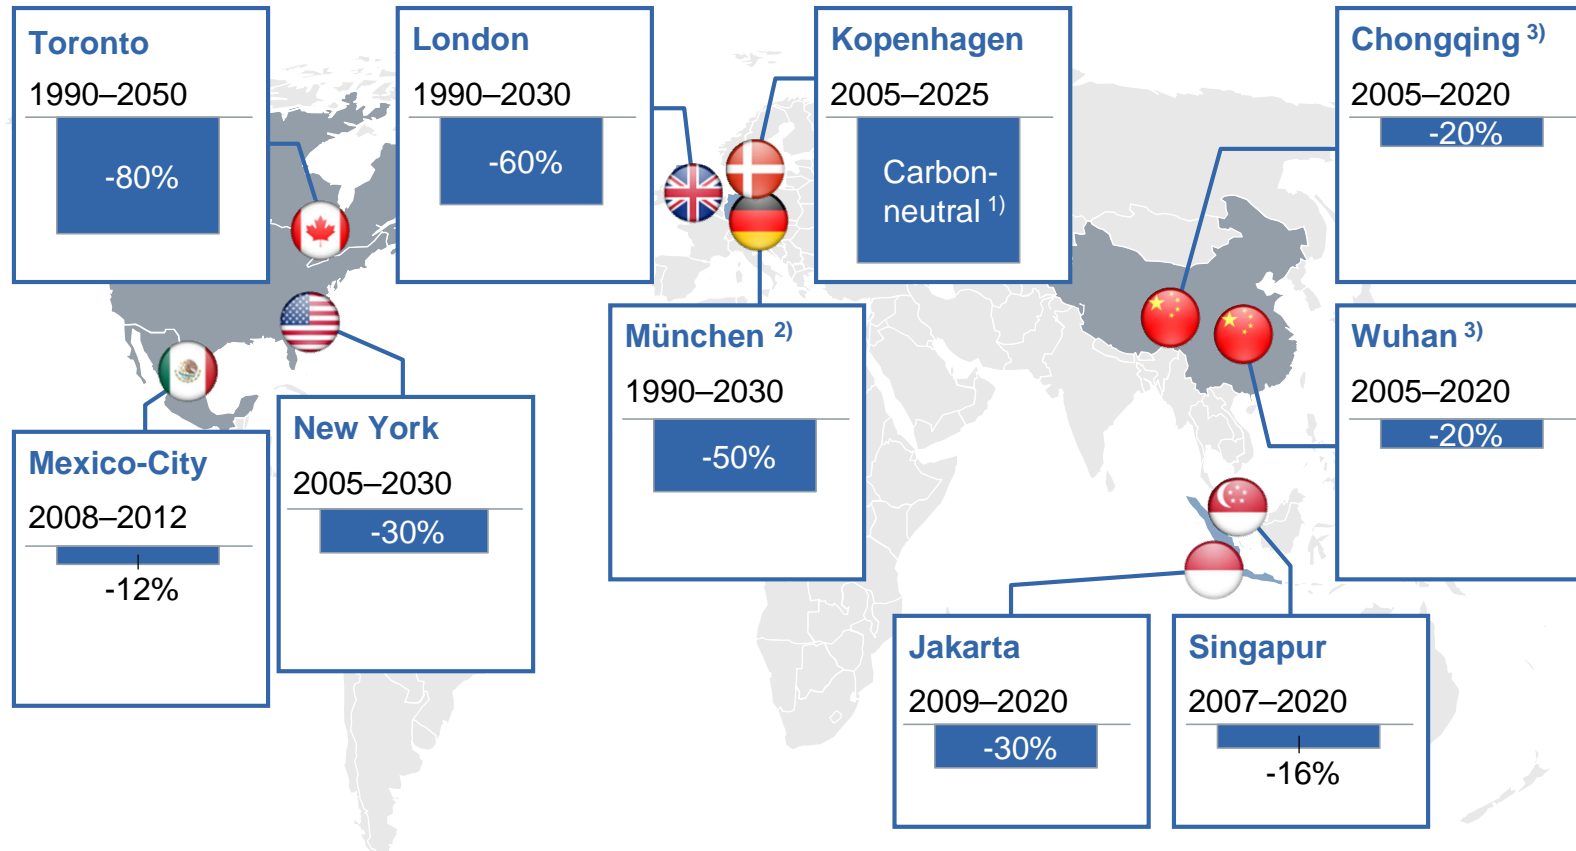 Toronto
1990–2050
-80%
London
1990–2030
-60%
Kopenhagen
2005–2025
Carbon-
neutral 1)
Chongqing 3)
2005–2020
-20%
Mexico-City
2008–2012
-12%
New York
2005–2030
-30%
München 2)
1990–2030
-50%
Wuhan 3)
2005–2020
-20%
Jakarta
2009–2020
-30%
Singapur
2007–2020
-16%